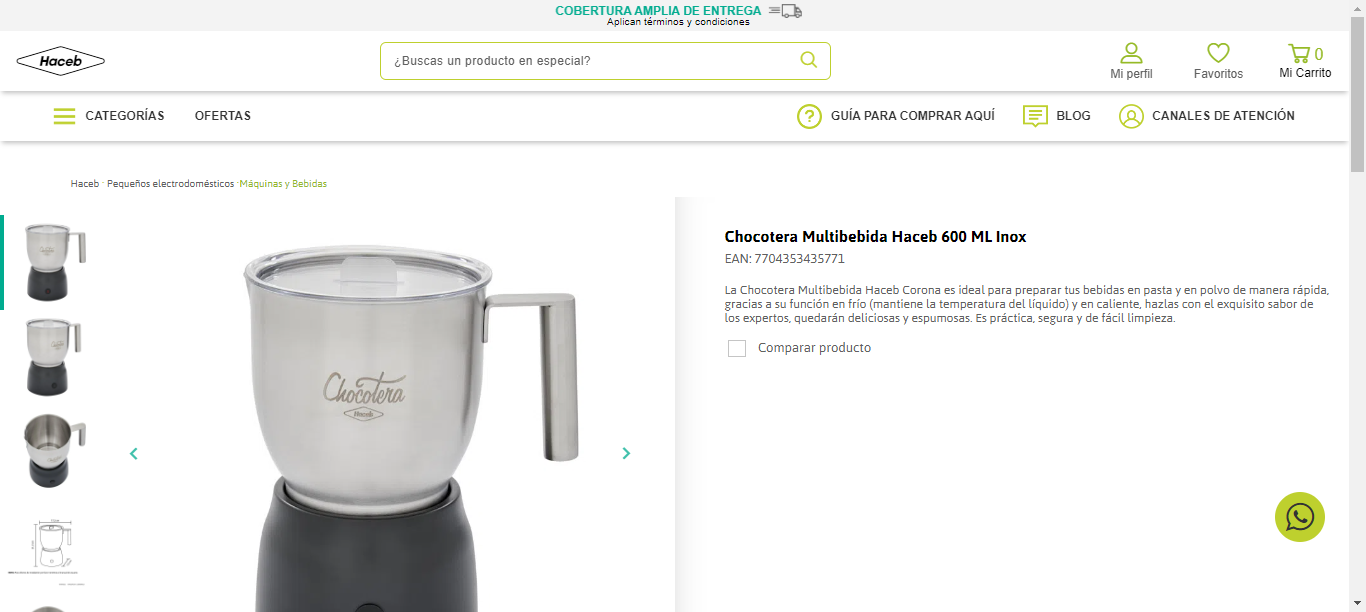 COBERTURA AMPLIA DE ENTREGA
Aplican términos y condiciones
Haceb
¿Buscas un producto en especial?
Mi perfil
Favoritos
0
Mi Carrito
CATEGORÍAS
OFERTAS
GUÍA PARA COMPRAR AQUÍ
BLOG
CANALES DE ATENCIÓN
Haceb · Pequeños electrodomésticos · Máquinas y Bebidas
Chocotera
Haceb
Chocotera Multibebida Haceb 600 ML Inox
EAN: 7704353435771
La Chocotera Multibebida Haceb Corona es ideal para preparar tus bebidas en pasta y en polvo de manera rápida,
gracias a su función en frío (mantiene la temperatura del líquido) y en caliente, hazlas con el exquisito sabor de
los expertos, quedarán deliciosas y espumosas. Es práctica, segura y de fácil limpieza.
Comparar producto